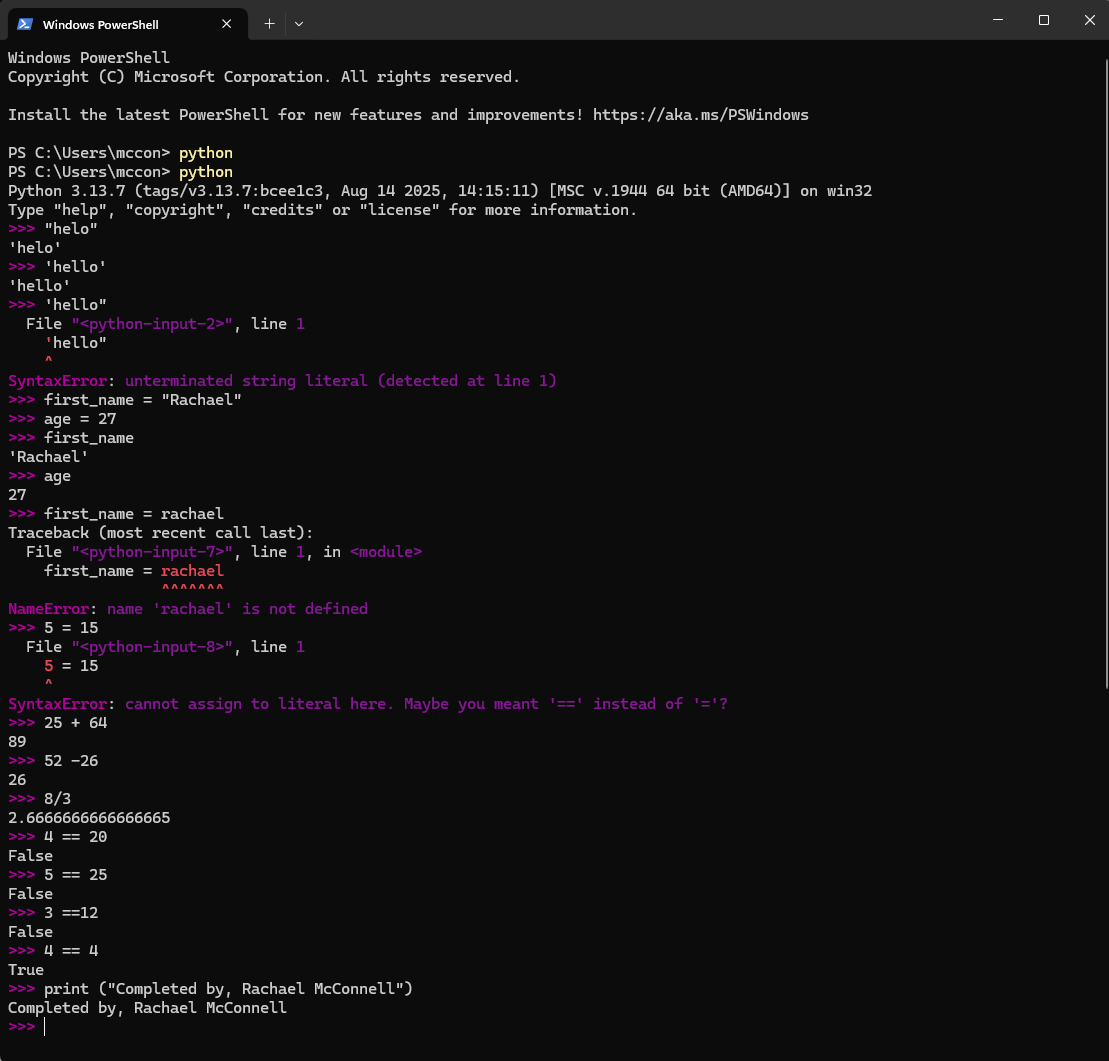 Windows PowerShell
Windows PowerShell
Copyright (C) Microsoft Corporation. All rights reserved.
Install the latest PowerShell for new features and improvements! https://aka.ms/PSWindows
PS C:\Users\mccon> python
PS C:\Users\mccon> python
Python 3.13.7 (tags/v3.13.7:bcee1c3, Aug 14 2025, 14:15:11) [MSC v.1944 64 bit (AMD64)] on win32
Type "help", "copyright", "credits" or "license" for more information.
>>> "helo"
'helo'
>>> 'hello'
'hello'
>>> 'hello"
  File "<python-input-2>", line 1
    'hello"
    ^
SyntaxError: unterminated string literal (detected at line 1)
>>> first_name = "Rachael"
>>> age = 27
>>> first_name
'Rachael'
>>> age
27
>>> first_name = rachael
Traceback (most recent call last):
  File "<python-input-7>", line 1, in <module>
    first_name = rachael
                 ^^^^^^^
NameError: name 'rachael' is not defined
>>> 5 = 15
  File "<python-input-8>", line 1
    5 = 15
    ^
SyntaxError: cannot assign to literal here. Maybe you meant '==' instead of '='?
>>> 25 + 64
89
>>> 52 -26
26
>>> 8/3
2.6666666666666665
>>> 4 == 20
False
>>> 5 == 25
False
>>> 3 ==12
False
>>> 4 == 4
True
>>> print ("Completed by, Rachael McConnell")
Completed by, Rachael McConnell
>>>